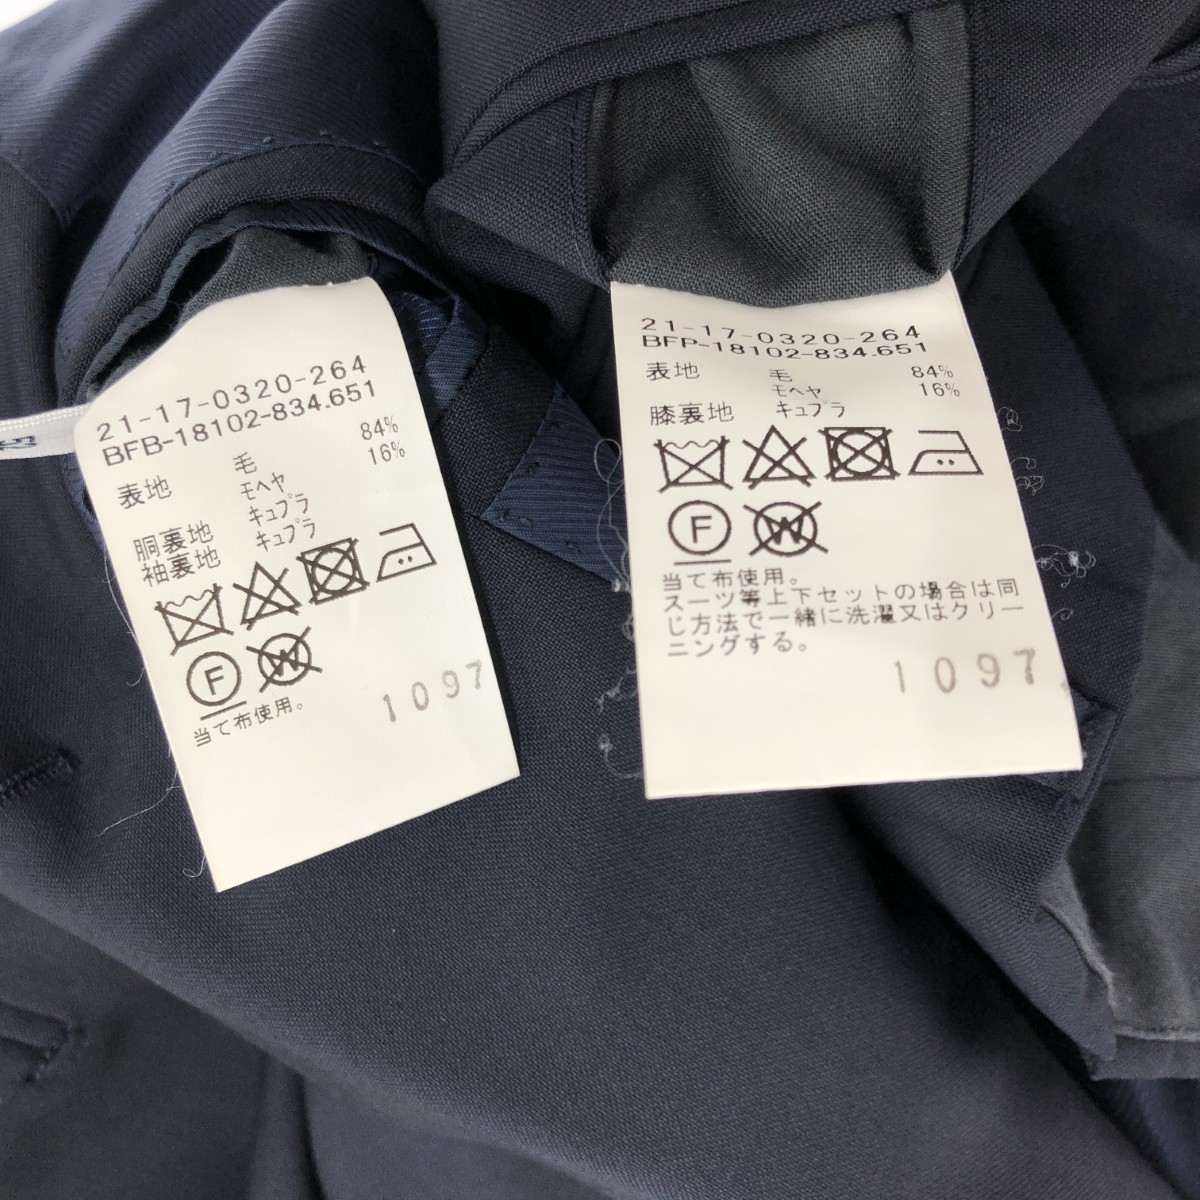 21-17-0320-264
BFB-18102-834.651
表地 毛 84%
モヘヤ 16%
胴裏地 キュプラ
袖裏地 キュプラ
F W
当て布使用。
1097
21-17-0320-264
BFP-18102-834.651
表地 毛 84%
モヘヤ 16%
膝裏地 キュプラ
F W
当て布使用。
スーツ等上下セットの場合は同
じ方法で一緒に洗濯又はクリー
ニングする。
1097